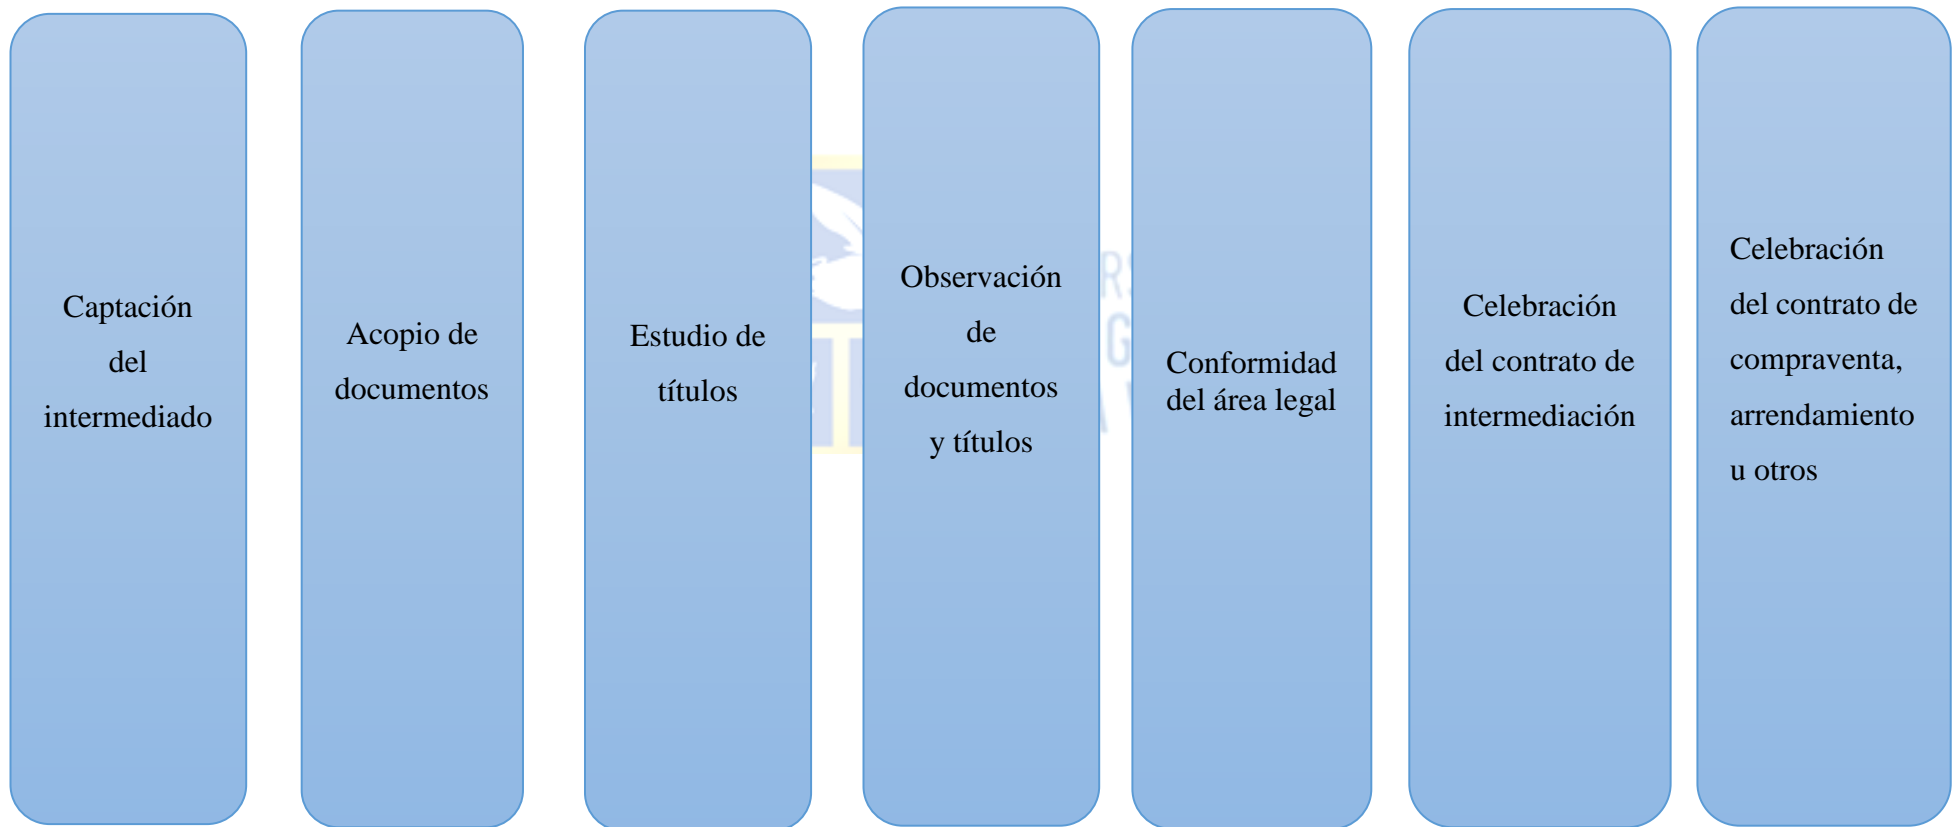 Captación
del
intermediado
Acopio de
documentos
Estudio de
títulos
Observación
de
documentos
y títulos
Conformidad
del área legal
Celebración
del contrato de
intermediación
Celebración
del contrato de
compraventa,
arrendamiento
u otros